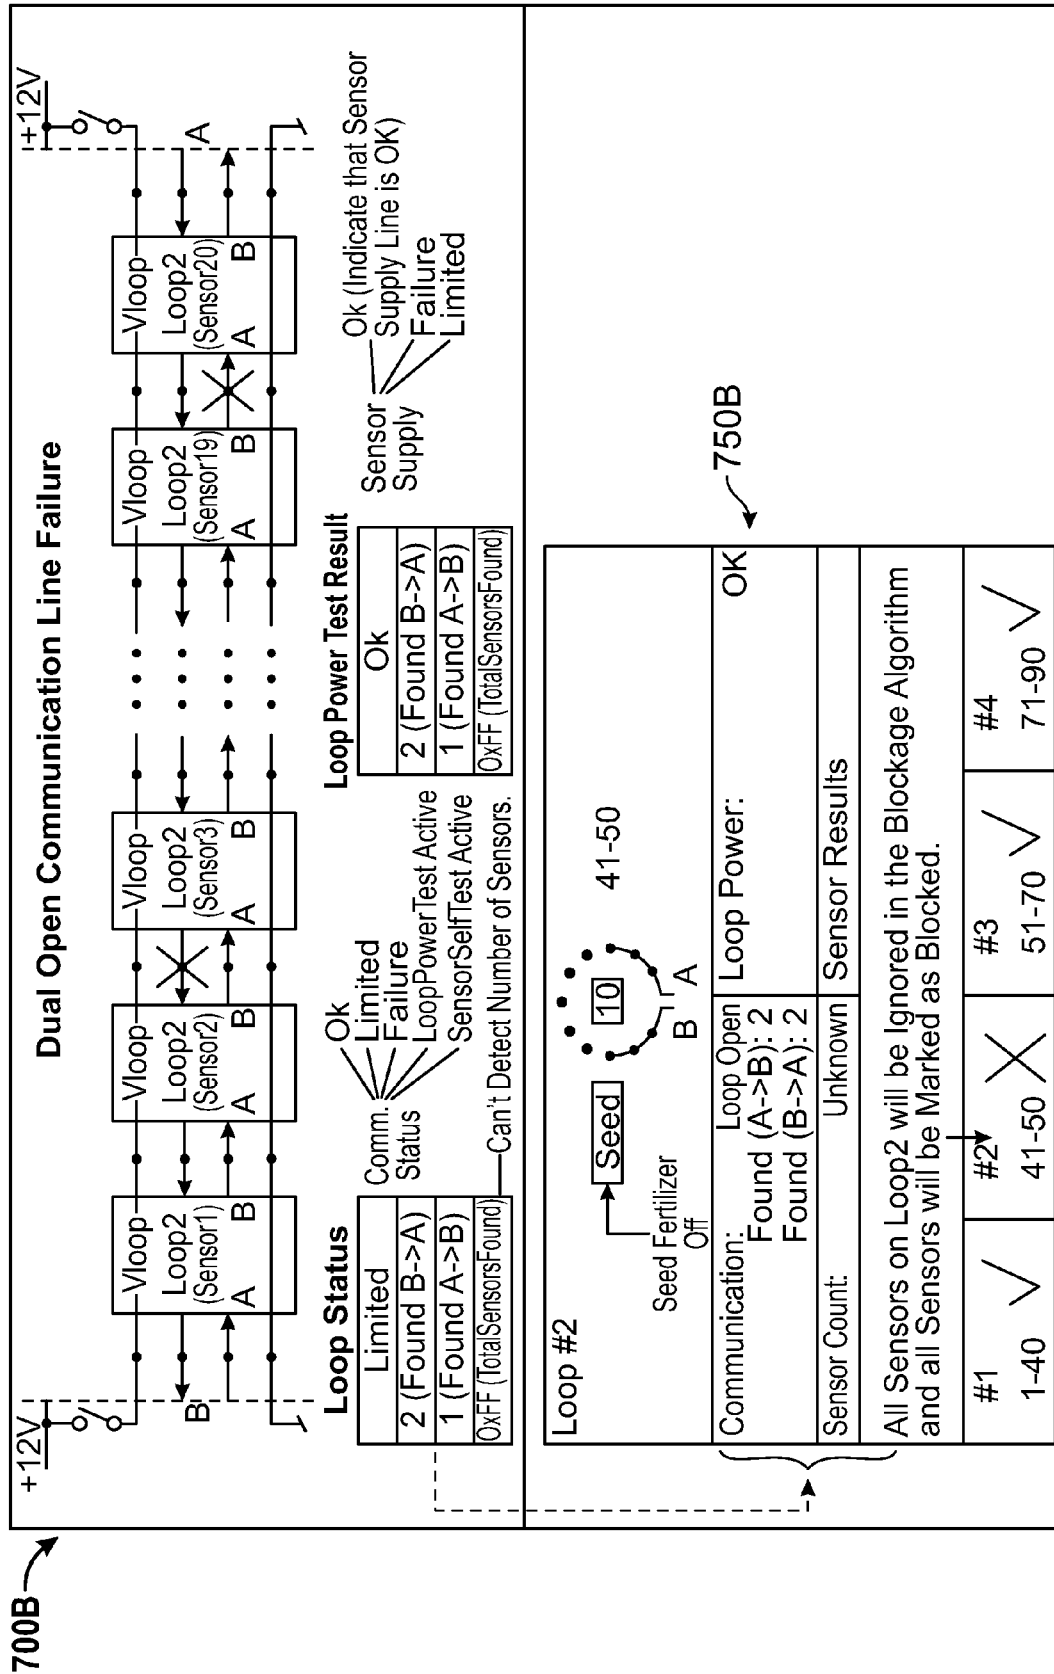 700B
Dual Open Communication Line Failure
+12V
+12V
Vloop
Loop2
(Sensor1)
A
B
Vloop
Loop2
(Sensor2)
A
B
Vloop
Loop2
(Sensor3)
A
B
Vloop
Loop2
(Sensor19)
A
B
Vloop
Loop2
(Sensor20)
A
B
B
A
Loop Status
Limited
2 (Found B->A)
1 (Found A->B)
OxFF (TotalSensorsFound)
Comm.
Status
Ok
Limited
Failure
LoopPowerTest Active
SensorSelfTest Active
Can't Detect Number of Sensors.
Loop Power Test Result
Ok
2 (Found B->A)
1 (Found A->B)
OxFF (TotalSensorsFound)
Sensor
Supply
Ok (Indicate that Sensor
Supply Line is OK)
Failure
Limited
750B
Loop #2
Seed Fertilizer
Off
Seed
10
B
A
41-50
Communication:
Loop Open
Found (A->B): 2
Found (B->A): 2
Loop Power:
OK
Sensor Count:
Unknown
Sensor Results
All Sensors on Loop2 will be Ignored in the Blockage Algorithm
and all Sensors will be Marked as Blocked.
#1
1-40
#2
41-50
#3
51-70
#4
71-90